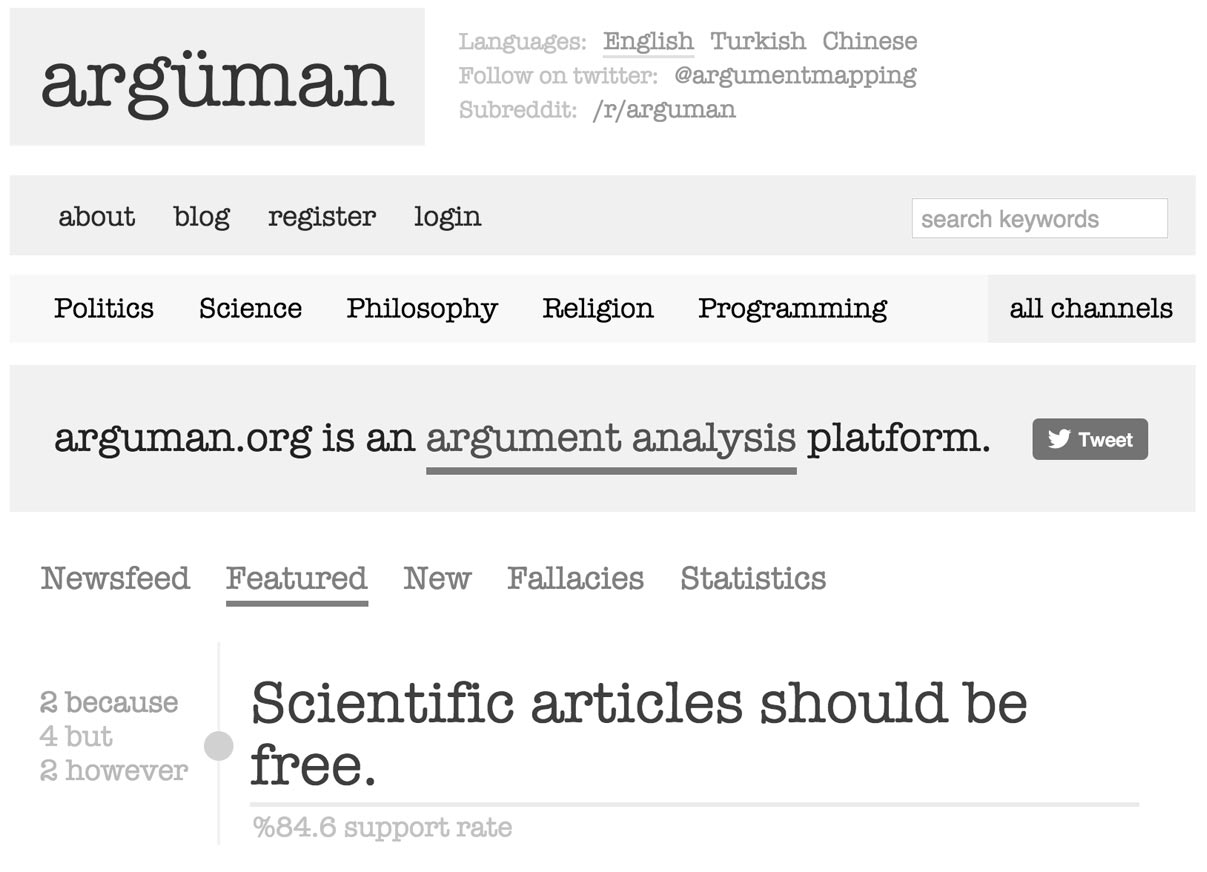 argüman
Languages: English Turkish Chinese
Follow on twitter: @argumentmapping
Subreddit: /r/arguman
about blog register login search keywords
Politics Science Philosophy Religion Programming all channels
arguman.org is an argument analysis platform. Tweet
Newsfeed Featured New Fallacies Statistics
2 because
4 but
2 however
Scientific articles should be
free.
%84.6 support rate